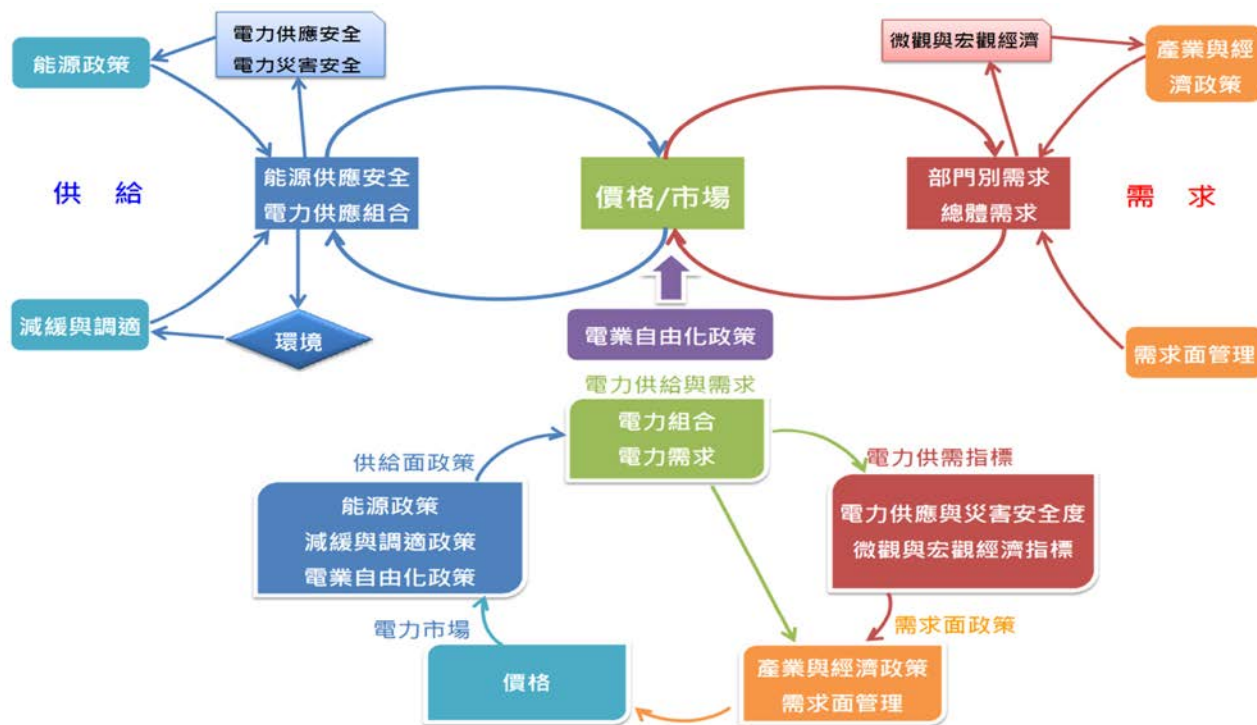 能源政策
電力供應安全
電力災害安全
微觀與宏觀經濟
產業與經
濟政策
供 給
能源供應安全
電力供應組合
價格/市場
部門別需求
總體需求
需 求
減緩與調適
環境
電業自由化政策
需求面管理
電力供給與需求
電力組合
電力需求
供給面政策
能源政策
減緩與調適政策
電業自由化政策
電力供需指標
電力供應與災害安全度
微觀與宏觀經濟指標
電力市場
價格
需求面政策
產業與經濟政策
需求面管理